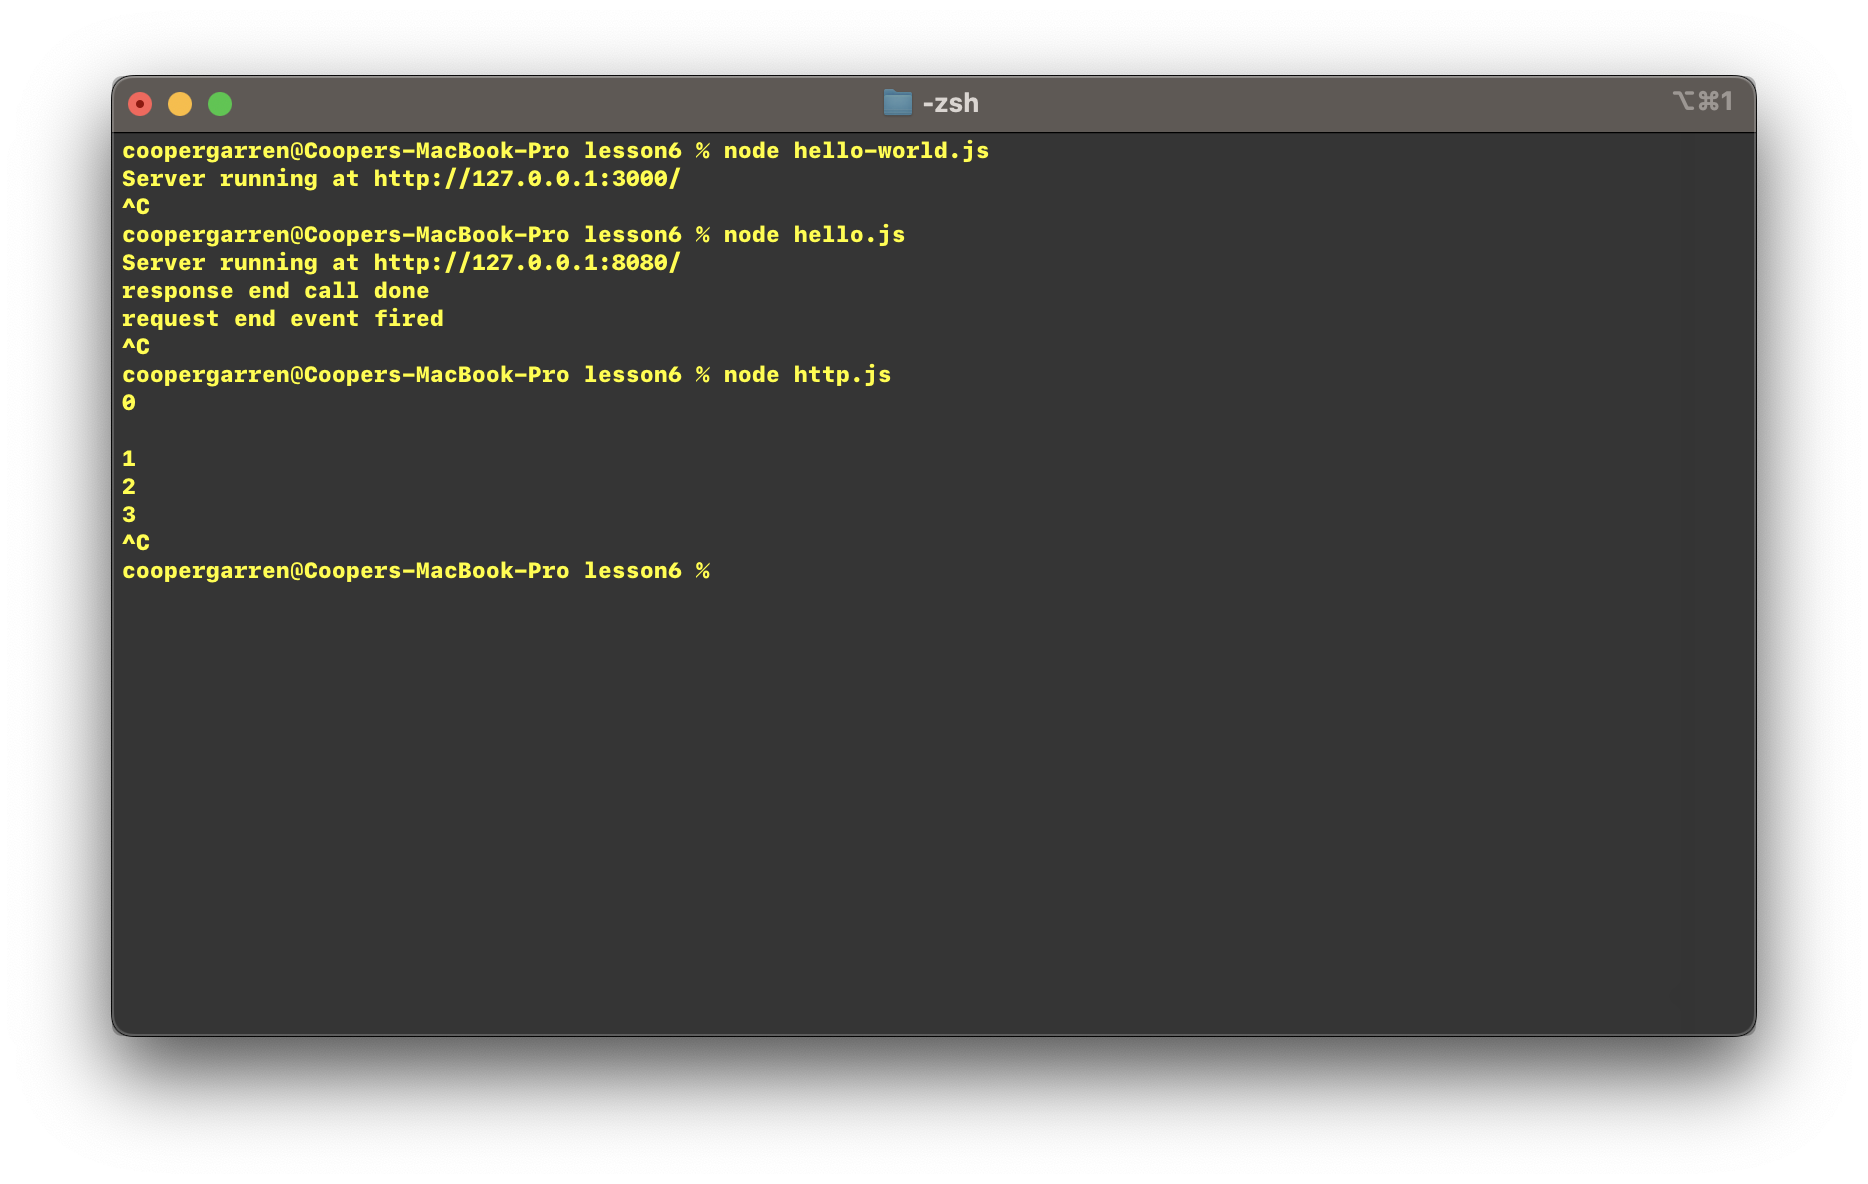 -zsh
⌥⌘1
coopergarren@Coopers-MacBook-Pro lesson6 % node hello-world.js
Server running at http://127.0.0.1:3000/
^C
coopergarren@Coopers-MacBook-Pro lesson6 % node hello.js
Server running at http://127.0.0.1:8080/
response end call done
request end event fired
^C
coopergarren@Coopers-MacBook-Pro lesson6 % node http.js
0

1
2
3
^C
coopergarren@Coopers-MacBook-Pro lesson6 %